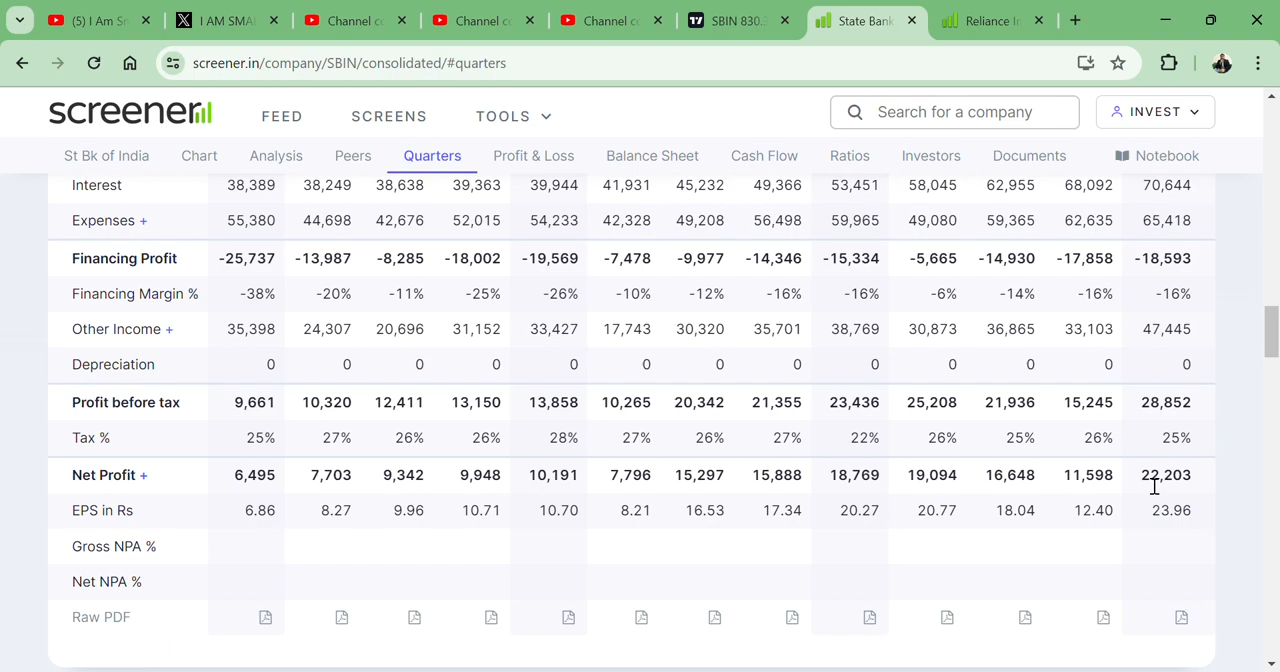 (5) I Am Sm
I AM SMA
Channel co
Channel co
Channel co
SBIN 830.
State Bank
Reliance In
screener.in/company/SBIN/consolidated/#quarters
screener
FEED SCREENS TOOLS
Search for a company
INVEST
St Bk of India Chart Analysis Peers Quarters Profit & Loss Balance Sheet Cash Flow Ratios Investors Documents Notebook
Interest 38,389 38,249 38,638 39,363 39,944 41,931 45,232 49,366 53,451 58,045 62,955 68,092 70,644
Expenses + 55,380 44,698 42,676 52,015 54,233 42,328 49,208 56,498 59,965 49,080 59,365 62,635 65,418
Financing Profit -25,737 -13,987 -8,285 -18,002 -19,569 -7,478 -9,977 -14,346 -15,334 -5,665 -14,930 -17,858 -18,593
Financing Margin % -38% -20% -11% -25% -26% -10% -12% -16% -16% -6% -14% -16% -16%
Other Income + 35,398 24,307 20,696 31,152 33,427 17,743 30,320 35,701 38,769 30,873 36,865 33,103 47,445
Depreciation 0 0 0 0 0 0 0 0 0 0 0 0 0
Profit before tax 9,661 10,320 12,411 13,150 13,858 10,265 20,342 21,355 23,436 25,208 21,936 15,245 28,852
Tax % 25% 27% 26% 26% 28% 27% 26% 27% 22% 26% 25% 26% 25%
Net Profit + 6,495 7,703 9,342 9,948 10,191 7,796 15,297 15,888 18,769 19,094 16,648 11,598 22,203
EPS in Rs 6.86 8.27 9.96 10.71 10.70 8.21 16.53 17.34 20.27 20.77 18.04 12.40 23.96
Gross NPA %
Net NPA %
Raw PDF